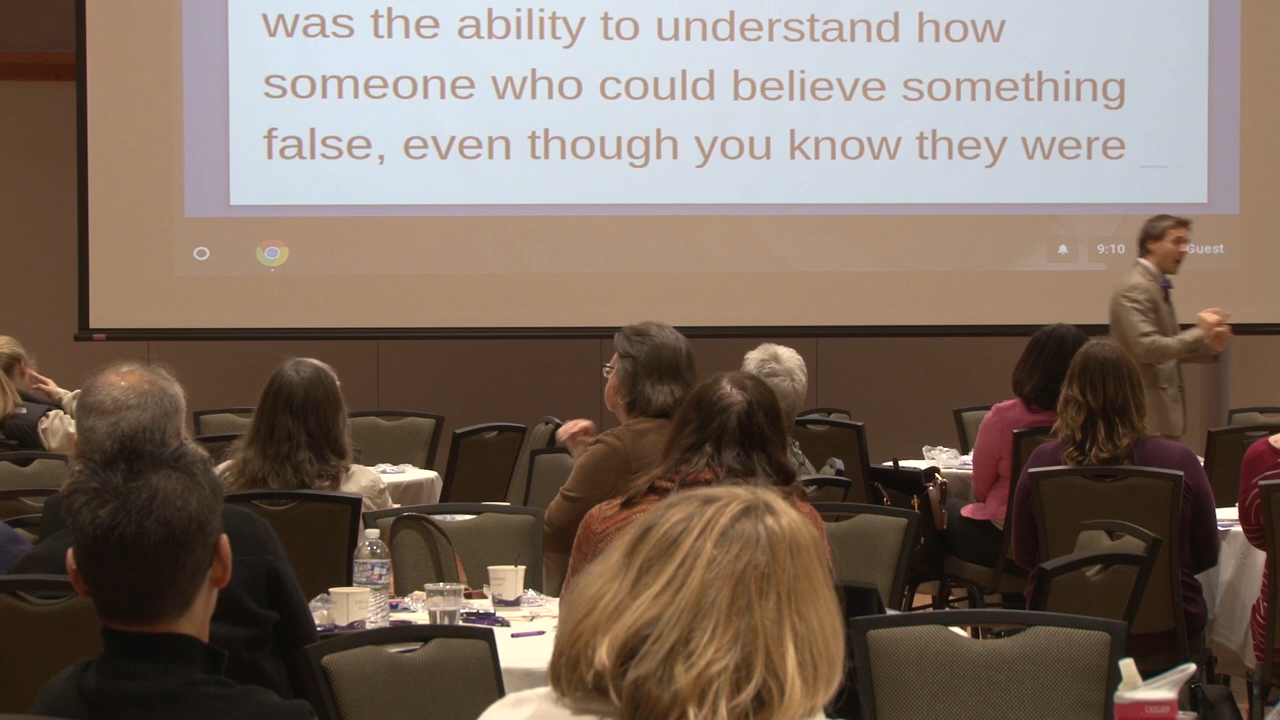 was the ability to understand how
someone who could believe something
false, even though you know they were
9:10
Guest